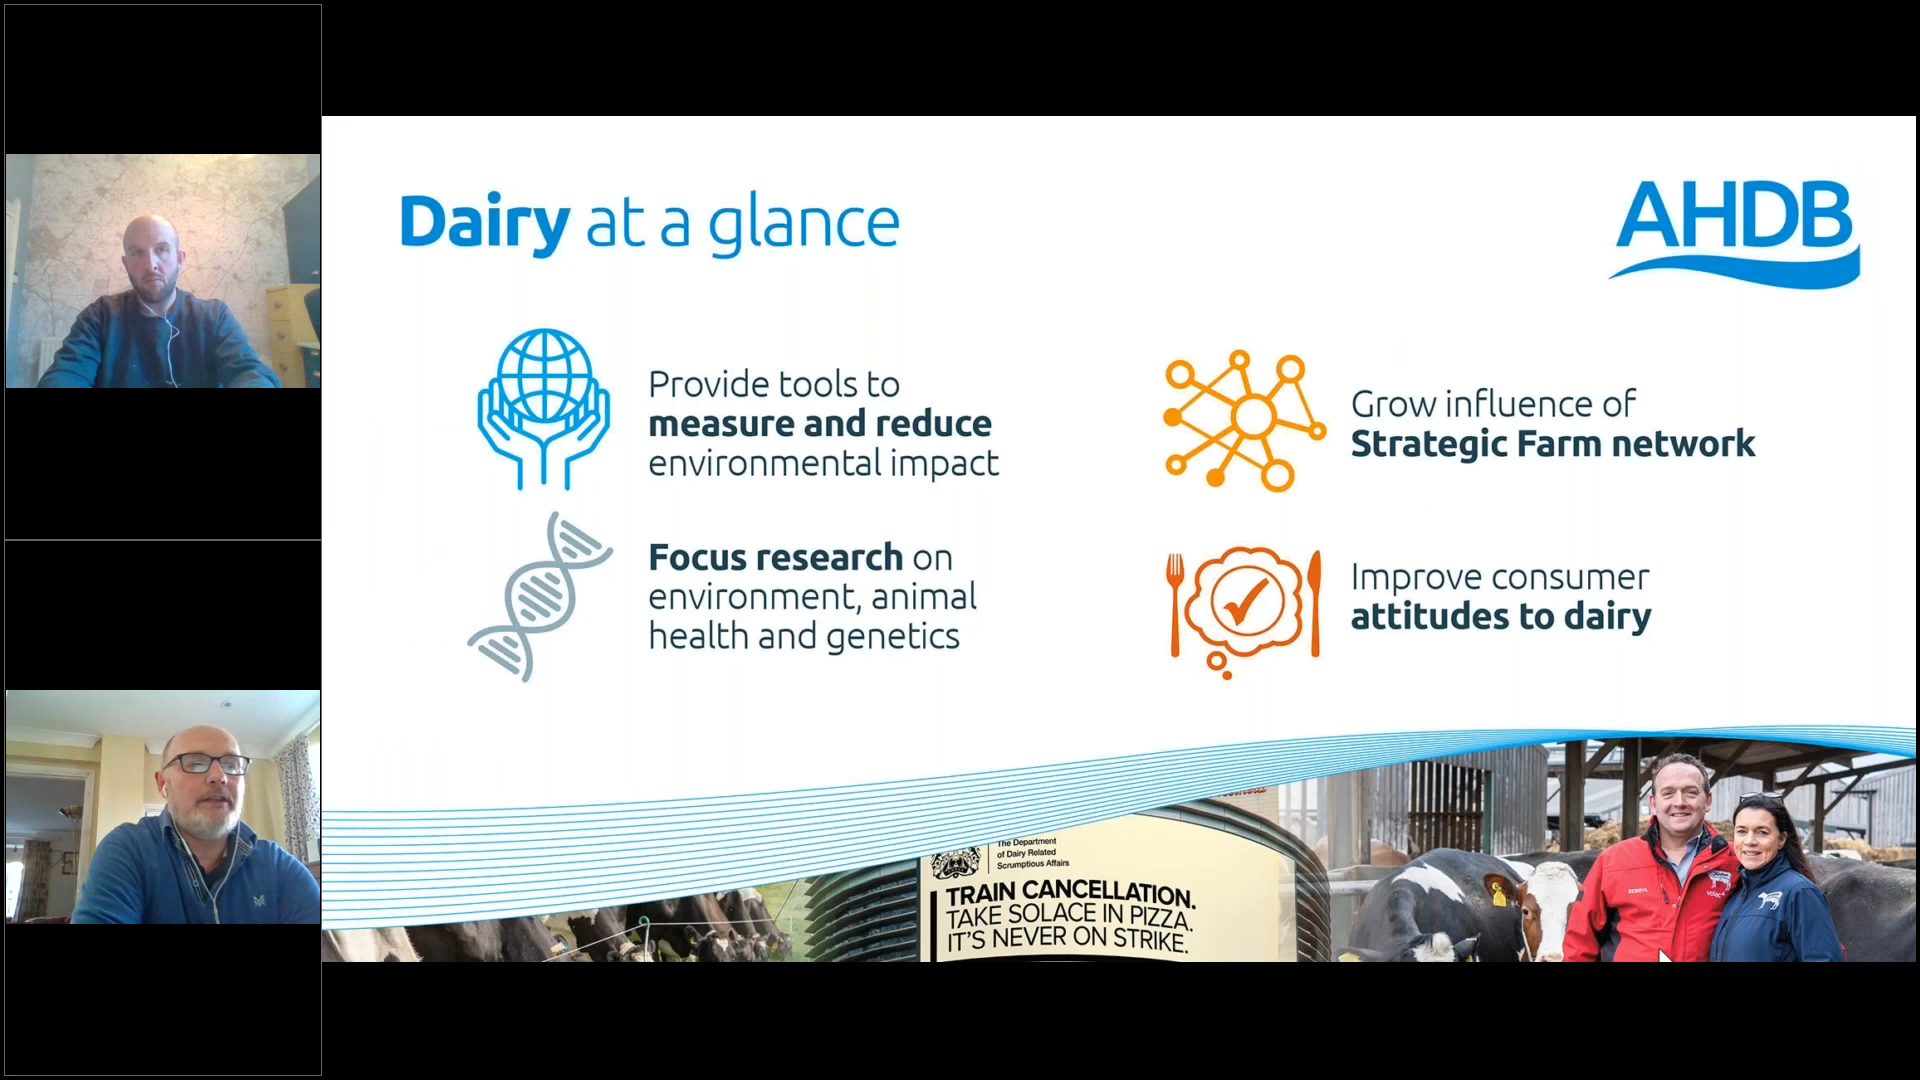 Dairy at a glance
AHDB
Provide tools to
measure and reduce
environmental impact
Grow influence of
Strategic Farm network
Focus research on
environment, animal
health and genetics
Improve consumer
attitudes to dairy
The Department
of Dairy Related
Scrumptious Affairs
TRAIN CANCELLATION.
TAKE SOLACE IN PIZZA.
IT'S NEVER ON STRIKE.
volac